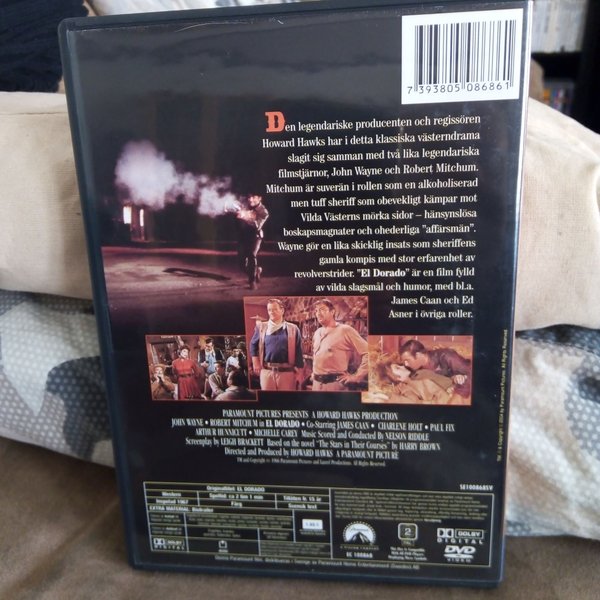 7 393805 086861
Den legendariske producenten och regissören
Howard Hawks har i detta klassiska västerndrama
slagit sig samman med två lika legendariska
filmstjärnor, John Wayne och Robert Mitchum.
Mitchum är suverän i rollen som en alkoholiserad
men tuff sheriff som obevekligt kämpar mot
Vilda Västerns mörka sidor – hänsynslösa
boskapsmagnater och ohederliga "affärsmän".
Wayne gör en lika skicklig insats som sheriffens
gamla kompis med stor erfarenhet av
revolverstrider. "El Dorado" är en film fylld
av vilda slagsmål och humor, med bl.a.
James Caan och Ed
Asner i övriga roller.
PARAMOUNT PICTURES PRESENTS A HOWARD HAWKS PRODUCTION
JOHN WAYNE • ROBERT MITCHUM in EL DORADO • Co-Starring JAMES CAAN • CHARLENE HOLT • PAUL FIX
ARTHUR HUNNICUTT • MICHELLE CAREY Music Scored and Conducted by NELSON RIDDLE
Screenplay by LEIGH BRACKETT Based on the novel "The Stars in Their Courses" by HARRY BROWN
Directed and Produced by HOWARD HAWKS A PARAMOUNT PICTURE
SE100868SV
Originaltitel: EL DORADO
Western
Speltid: ca 2 tim 1 min
Tillåten fr. 15 år
Inspelad 1967
Färg
Svensk text
EXTRA MATERIAL:
DOLBY
DIGITAL
2
DOLBY
DIGITAL
DVD
VIDEO